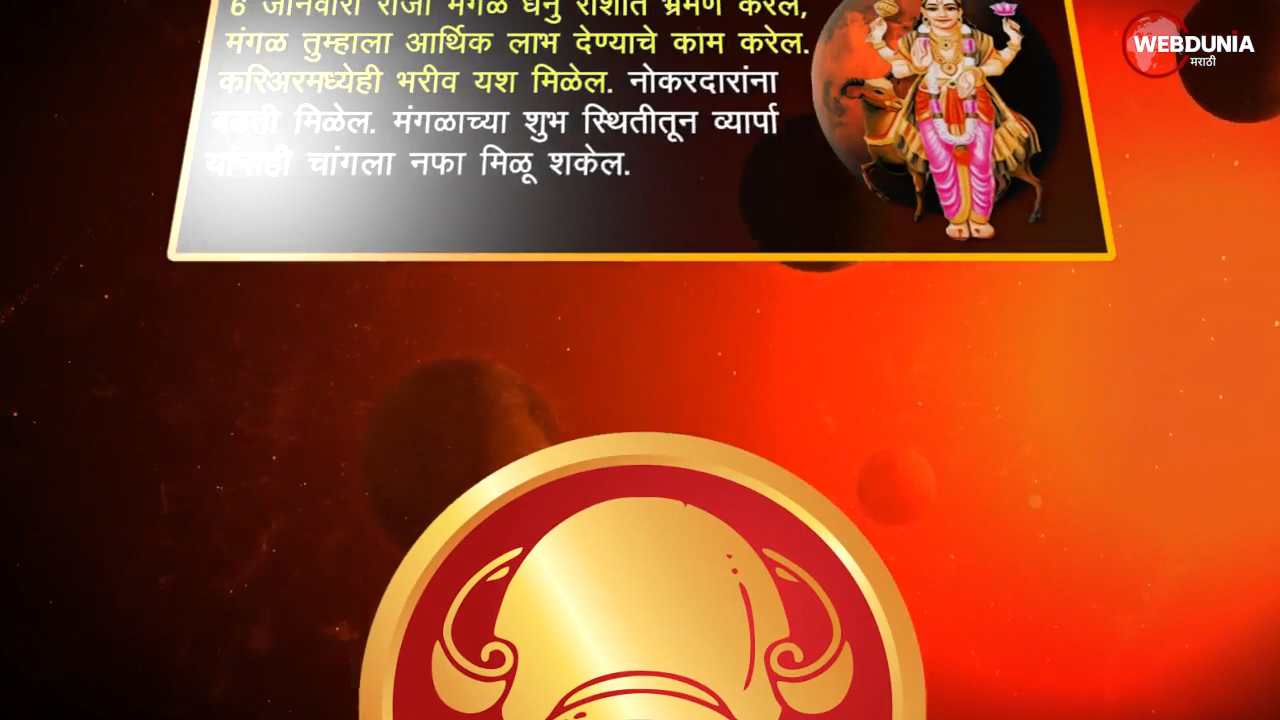 6 जानेवारी रोजी मंगळ धनु राशीत भ्रमण करेल,
मंगळ तुम्हाला आर्थिक लाभ देण्याचे काम करेल.
करिअरमध्येही भरीव यश मिळेल. नोकरदारांना
मिळेल. मंगळाच्या शुभ स्थितीतून व्यार्पा
चांगला नफा मिळू शकेल.
WEBDUNIA
मराठी